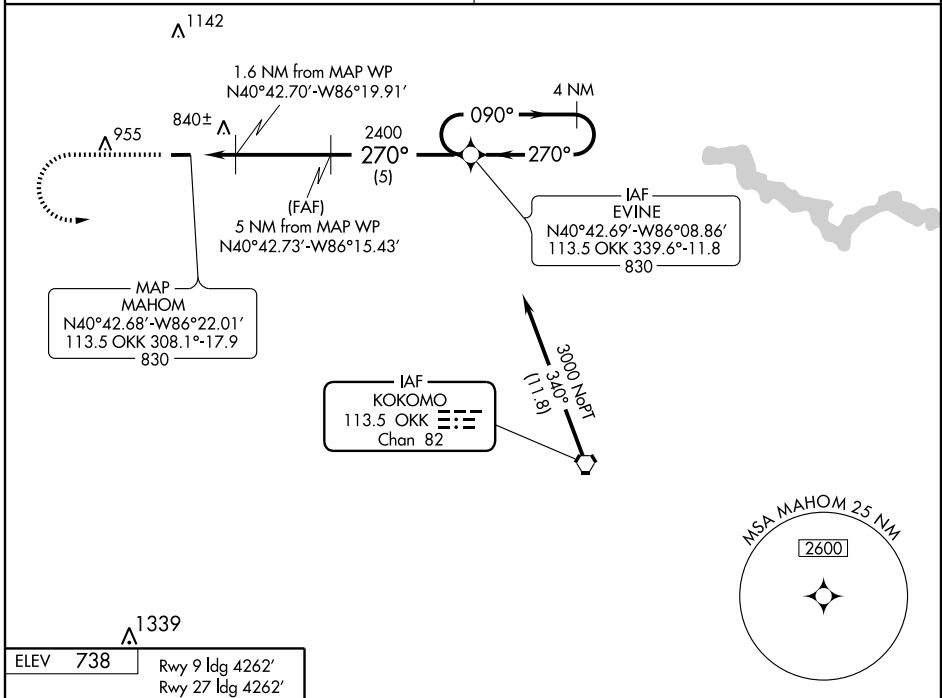 1142
1.6 NM from MAP WP
N40°42.70'-W86°19.91'
4 NM
090°
840±
955
2400
270°
(5)
270°
(FAF)
5 NM from MAP WP
N40°42.73'-W86°15.43'
IAF
EVINE
N40°42.69'-W86°08.86'
113.5 OKK 339.6°-11.8
830
MAP
MAHOM
N40°42.68'-W86°22.01'
113.5 OKK 308.1°-17.9
830
3000 NoPT
340°
(11.8)
IAF
KOKOMO
113.5 OKK
Chan 82
MSA MAHOM 25 NM
2600
1339
ELEV 738
Rwy 9 ldg 4262'
Rwy 27 ldg 4262'